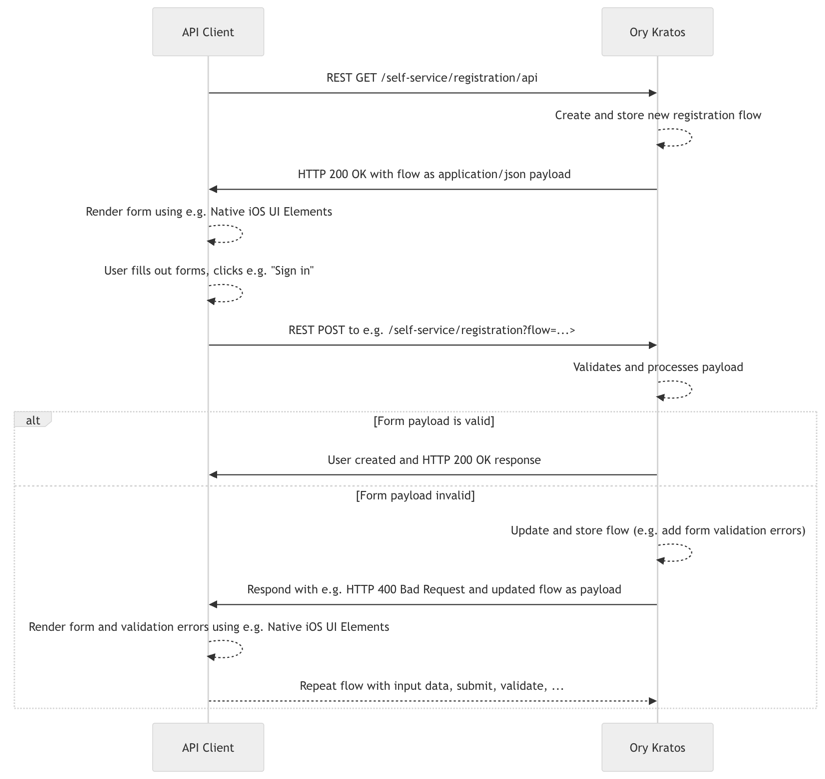 API Client
Ory Kratos
REST GET /self-service/registration/api
Create and store new registration flow
HTTP 200 OK with flow as application/json payload
Render form using e.g. Native iOS UI Elements
User fills out forms, clicks e.g. "Sign in"
REST POST to e.g. /self-service/registration?flow=...>
Validates and processes payload
alt
[Form payload is valid]
User created and HTTP 200 OK response
[Form payload invalid]
Update and store flow (e.g. add form validation errors)
Respond with e.g. HTTP 400 Bad Request and updated flow as payload
Render form and validation errors using e.g. Native iOS UI Elements
Repeat flow with input data, submit, validate, ...
API Client
Ory Kratos